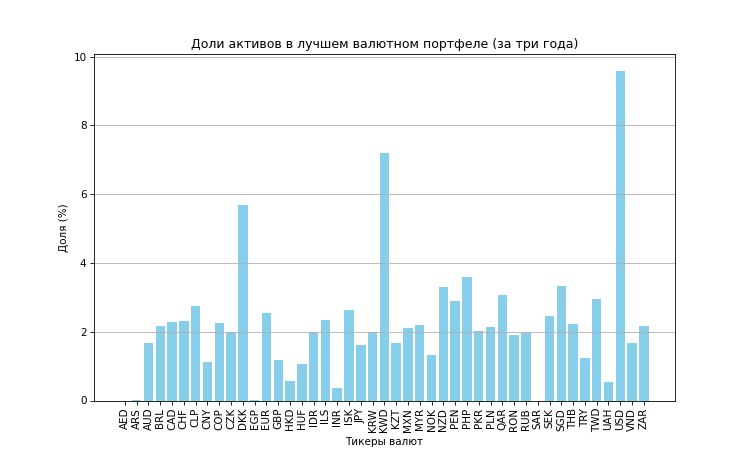 Доли активов в лучшем валютном портфеле (за три года)
Доля (%)
10
8
6
4
2
0
AED ARS AUD BRL CAD CHF CLP CNY COP CZK DKK EGP EUR GBP HKD HUF IDR ILS INR ISK JPY KRW KWD KZT MXN MYR NOK NZD PEN PHP PKR PLN QAR RON RUB SAR SEK SGD THB TRY TWD UAH USD VND ZAR
Тикеры валют